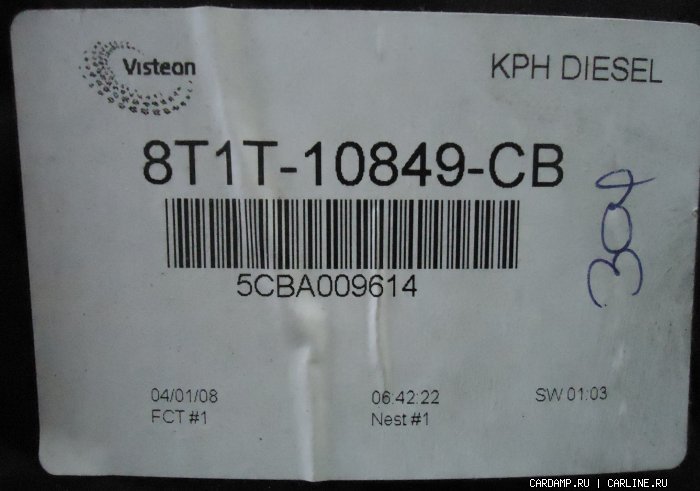 Visteon
KPH DIESEL
8T1T-10849-CB
5CBA009614
304
04/01/08
06:42:22
SW 01:03
FCT #1
Nest #1
CARDAMP.RU | CARLINE.RU